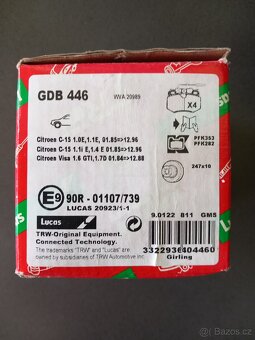 GDB 446
WVA 20989
X4
Citroen C-15 1.0E,1.1E, 01.85=>12.96
Citroen C-15 1.1i E,1.4 E 01.85=>12.96
Citroen Visa 1.6 GTI,1.7D 01.84=>12.88
PFK353
PFK282
247x10
E9 90R - 01107/739
LUCAS 20923/1-1
Lucas
9.0122 811 GMS
TRW-Original Equipment.
Connected Technology.
The trademarks "TRW" and "Lucas" are
owned by subsidiaries of TRW Automotive Inc.
3322936404460
Girling
Bazoš.cz